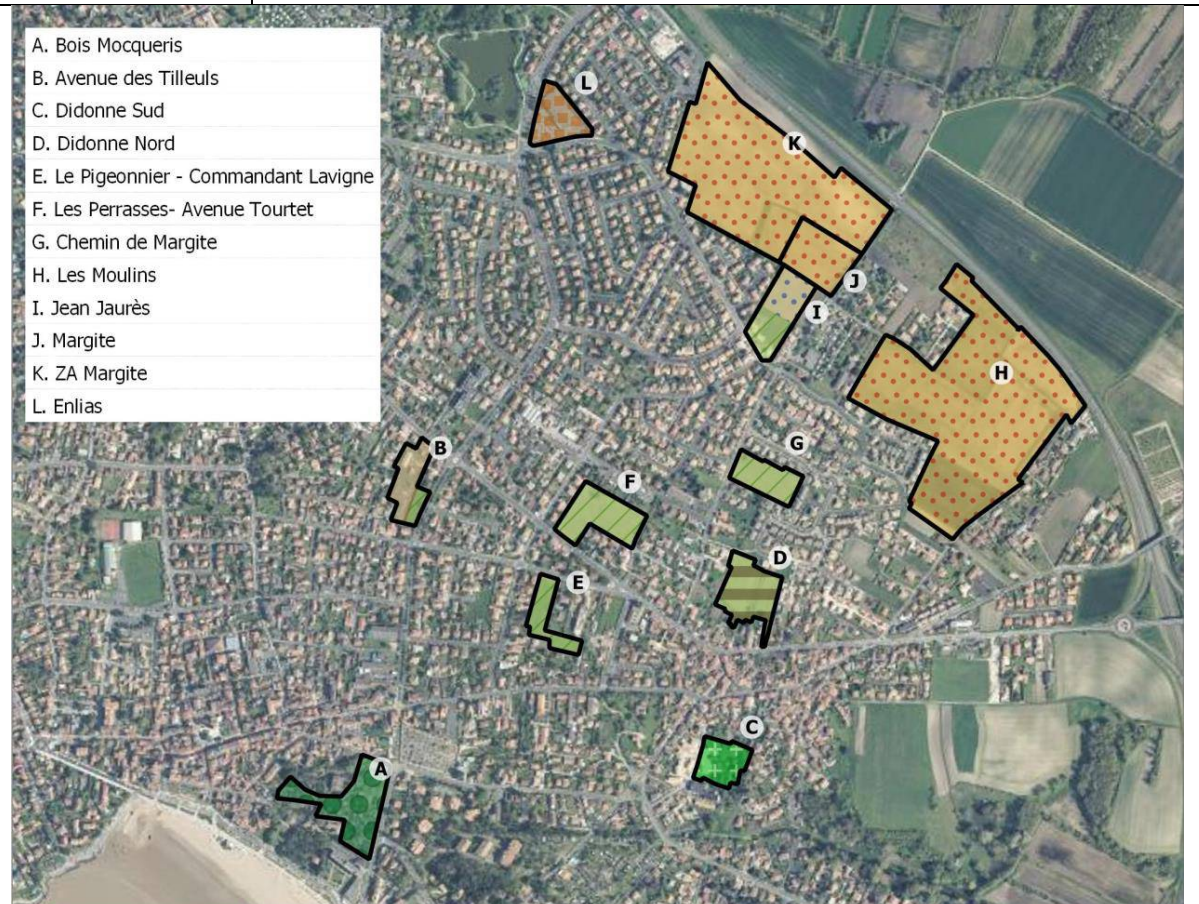 A. Bois Mocqueris
B. Avenue des Tilleuls
C. Didonne Sud
D. Didonne Nord
E. Le Pigeonnier - Commandant Lavigne
F. Les Perrasses- Avenue Tourtet
G. Chemin de Margite
H. Les Moulins
I. Jean Jaurès
J. Margite
K. ZA Margite
L. Enlias
L
K
J
I
H
G
B
F
D
E
C
A